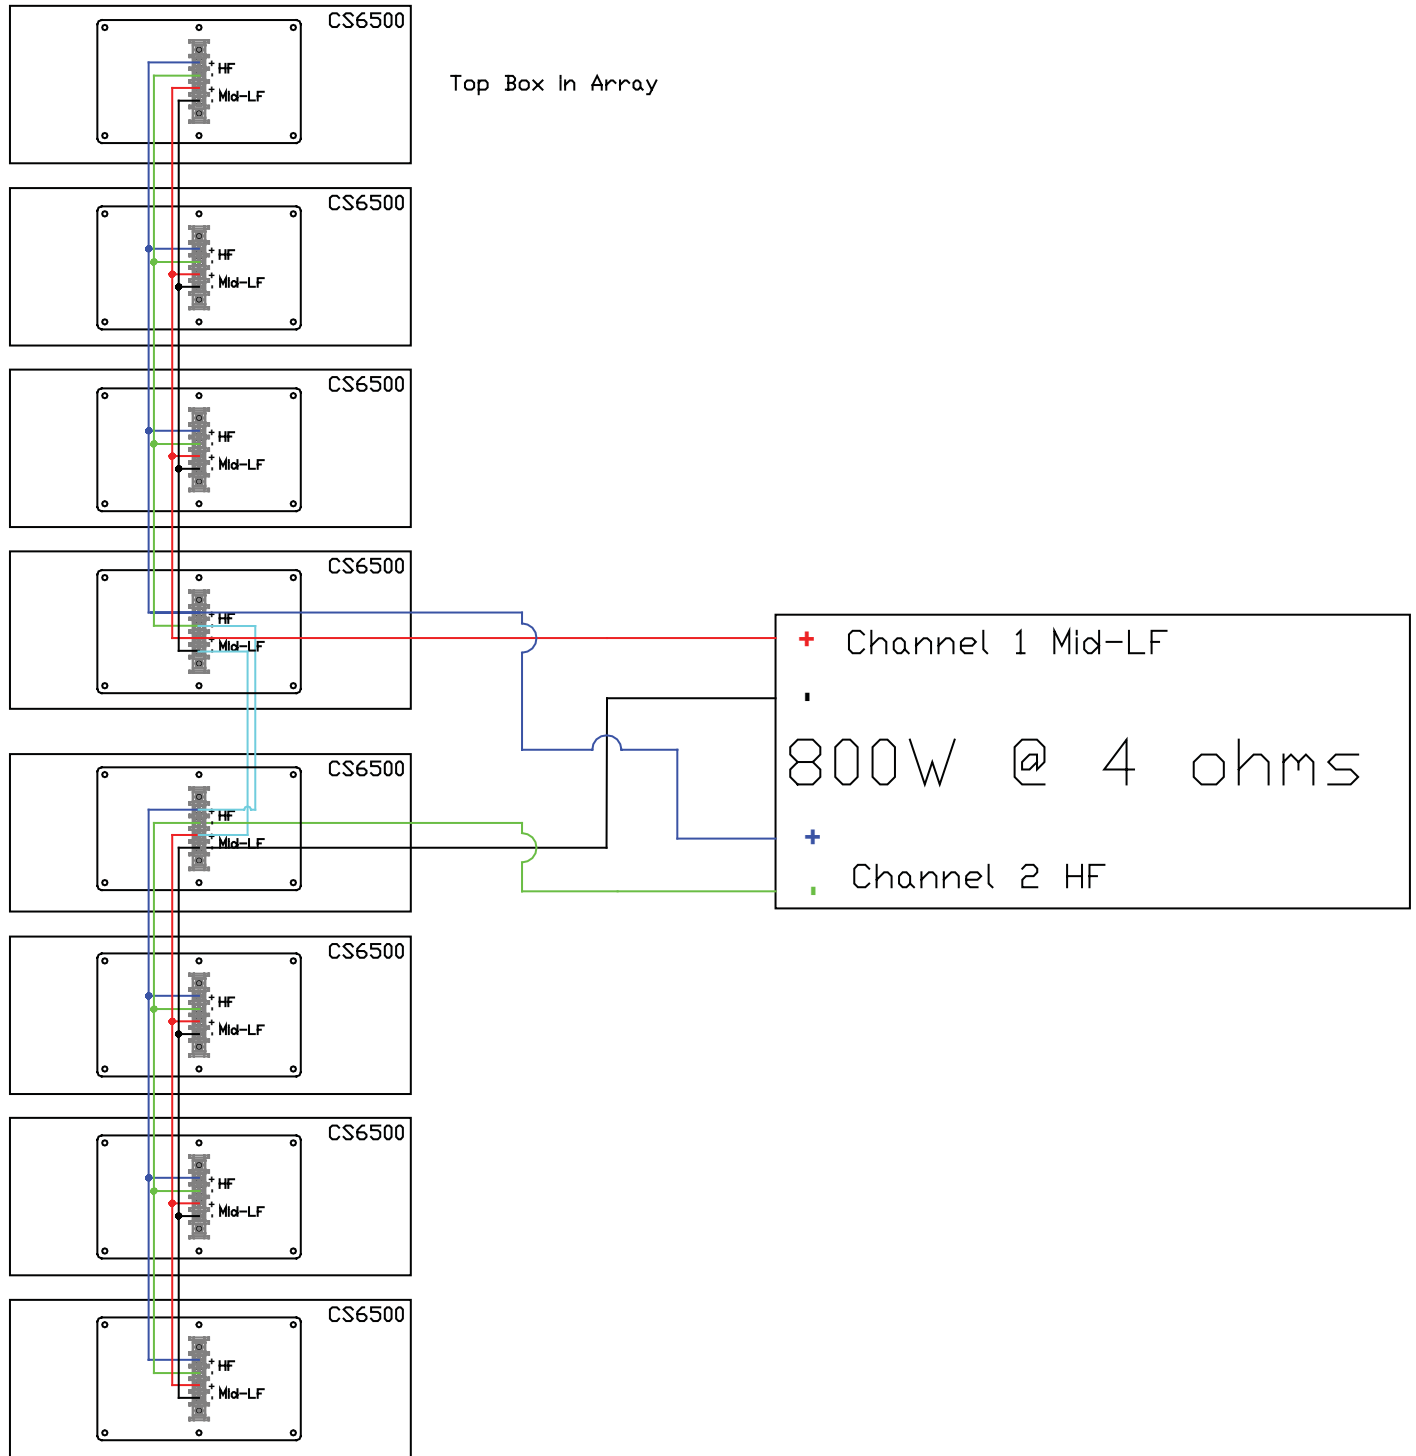 CS6500
+ HF
-
+ Mid-LF
-
Top Box In Array
CS6500
+ HF
-
+ Mid-LF
-
CS6500
+ HF
-
+ Mid-LF
-
CS6500
+ HF
-
+ Mid-LF
-
+ Channel 1 Mid-LF
-
800W @ 4 ohms
+
- Channel 2 HF
CS6500
+ HF
-
+ Mid-LF
-
CS6500
+ HF
-
+ Mid-LF
-
CS6500
+ HF
-
+ Mid-LF
-
CS6500
+ HF
-
+ Mid-LF
-